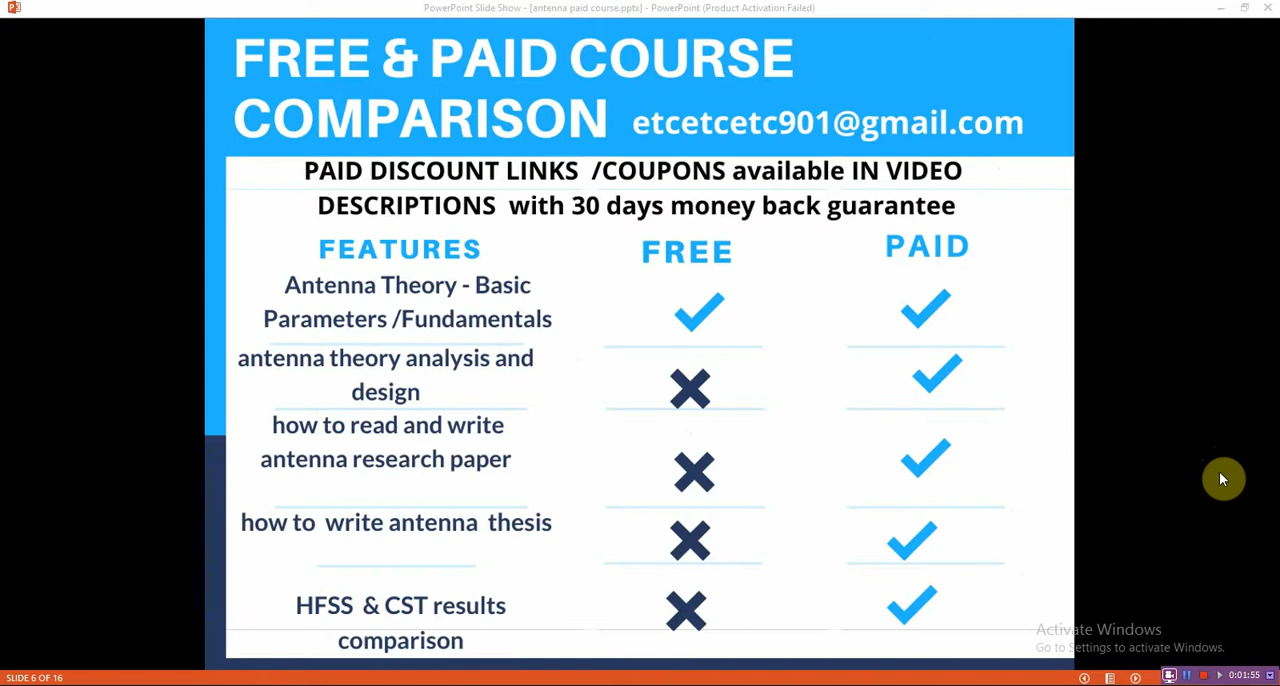 PowerPoint Slide Show - [antenna paid course.pptx] - PowerPoint (Product Activation Failed)
FREE & PAID COURSE
COMPARISON etcetcetc901@gmail.com
PAID DISCOUNT LINKS /COUPONS available IN VIDEO
DESCRIPTIONS with 30 days money back guarantee
FEATURES FREE PAID
Antenna Theory - Basic
Parameters /Fundamentals
antenna theory analysis and
design
how to read and write
antenna research paper
how to write antenna thesis
HFSS & CST results
comparison
Activate Windows
Go to Settings to activate Windows.
SLIDE 6 OF 16
0:01:55